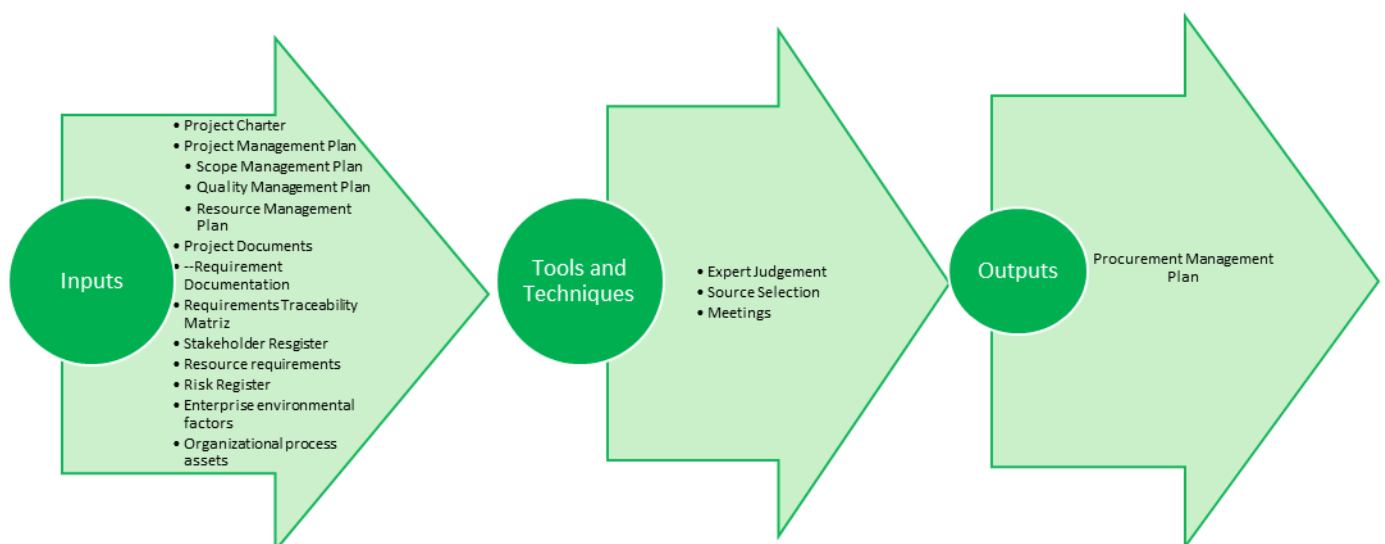 Inputs
• Project Charter
• Project Management Plan
• Scope Management Plan
• Quality Management Plan
• Resource Management
Plan
• Project Documents
• --Requirement
Documentation
• Requirements Traceability
Matriz
• Stakeholder Resgister
• Resource requirements
• Risk Register
• Enterprise environmental
factors
• Organizational process
assets
Tools and
Techniques
• Expert Judgement
• Source Selection
• Meetings
Outputs
Procurement Management
Plan